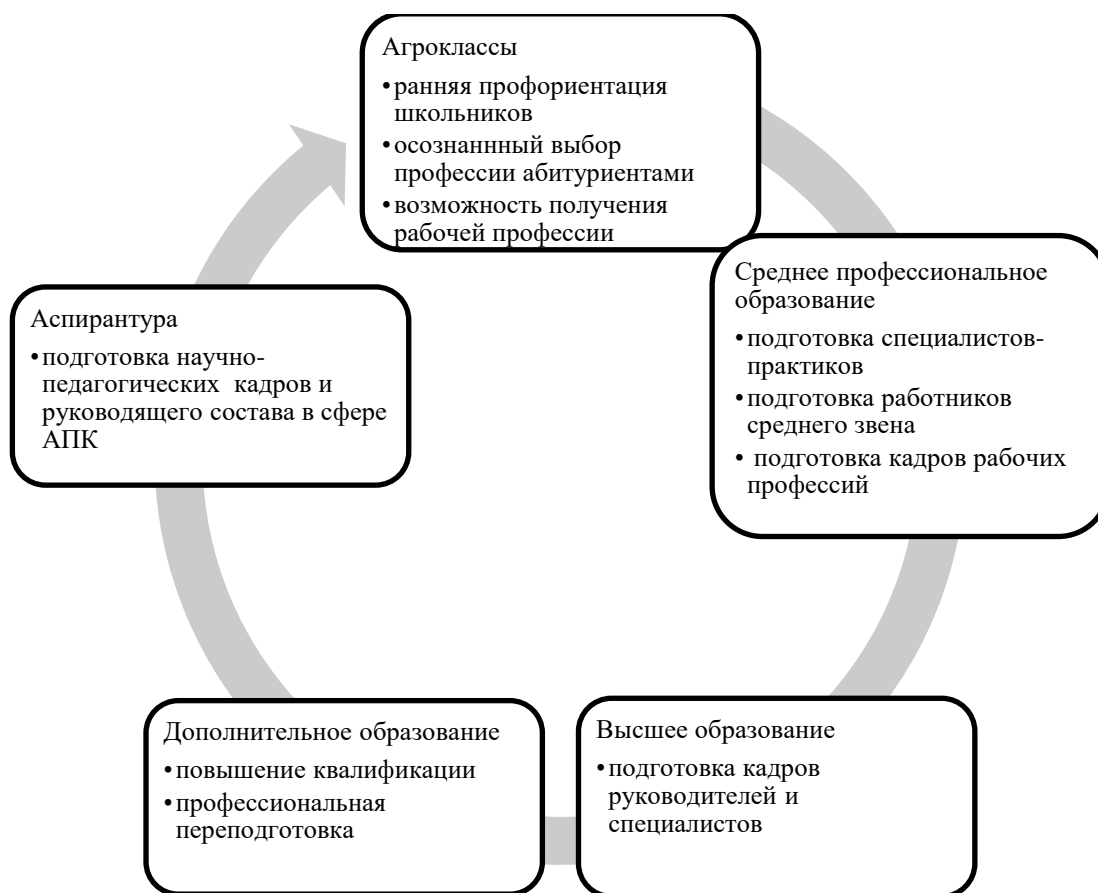 Агроклассы
•ранняя профориентация
школьников
•осознаннный выбор
профессии абитуриентами
•возможность получения
рабочей профессии
Среднее профессиональное
образование
•подготовка специалистов-
практиков
•подготовка работников
среднего звена
• подготовка кадров рабочих
профессий
Высшее образование
•подготовка кадров
руководителей и
специалистов
Дополнительное образование
•повышение квалификации
•профессиональная
переподготовка
Аспирантура
•подготовка научно-
педагогических кадров и
руководящего состава в сфере
АПК